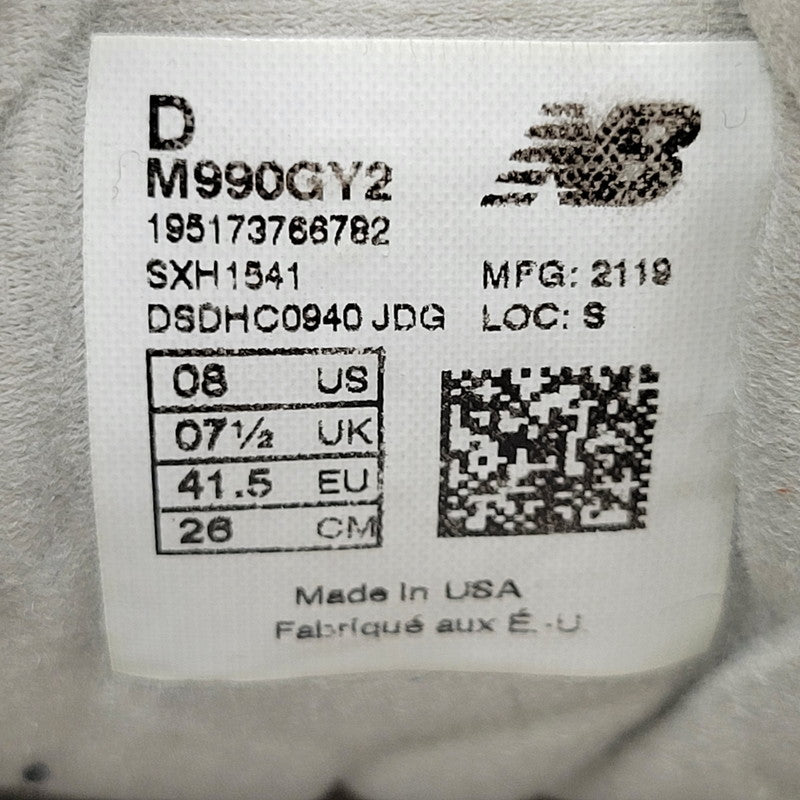 D
M990GY2
195173766782
SXH1541
MFG: 2119
DSDHC0940 JDG
LOC: S
08 US
07½ UK
41.5 EU
26 CM
Made in USA
Fabriqué aux É.-U.